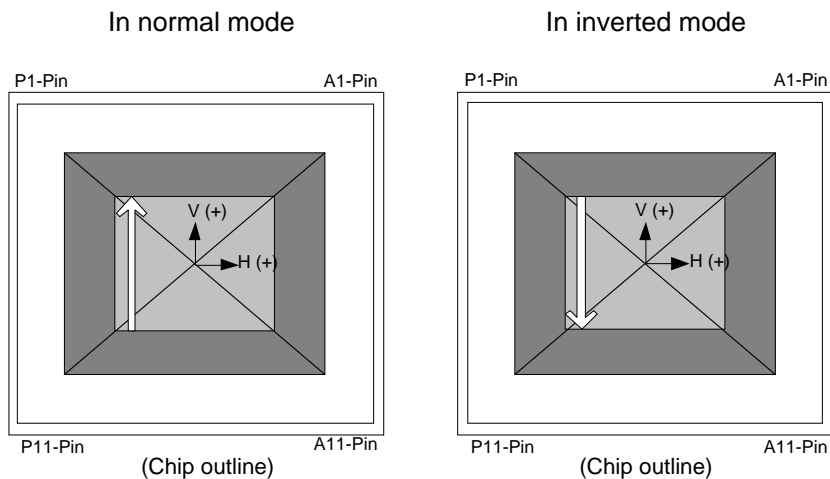 In normal mode
P1-Pin A1-Pin
V (+)
H (+)
P11-Pin A11-Pin
(Chip outline)
In inverted mode
P1-Pin A1-Pin
V (+)
H (+)
P11-Pin A11-Pin
(Chip outline)